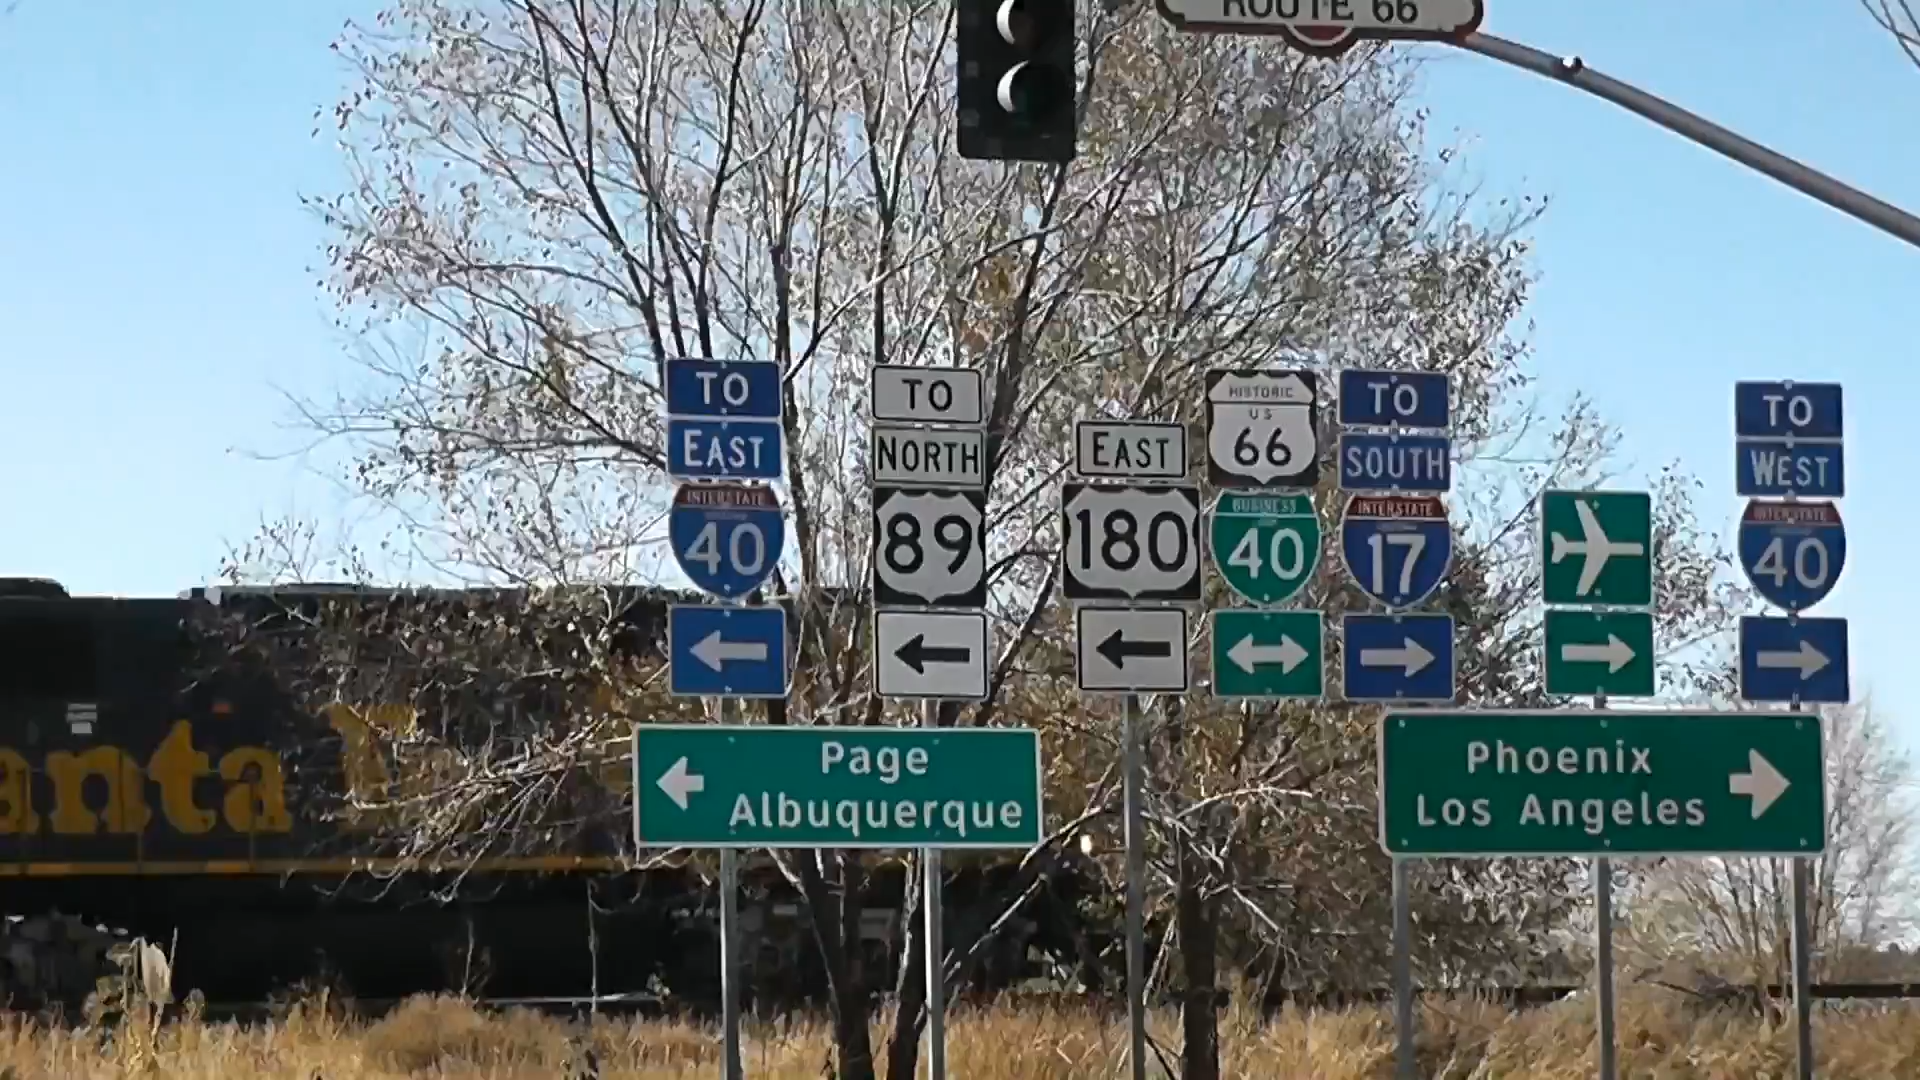 ROUTE 66
TO
EAST
INTERSTATE
40
TO
NORTH
89
EAST
180
HISTORIC
US
66
BUSINESS
40
TO
SOUTH
INTERSTATE
17
TO
WEST
INTERSTATE
40
Page
Albuquerque
Phoenix
Los Angeles
anta